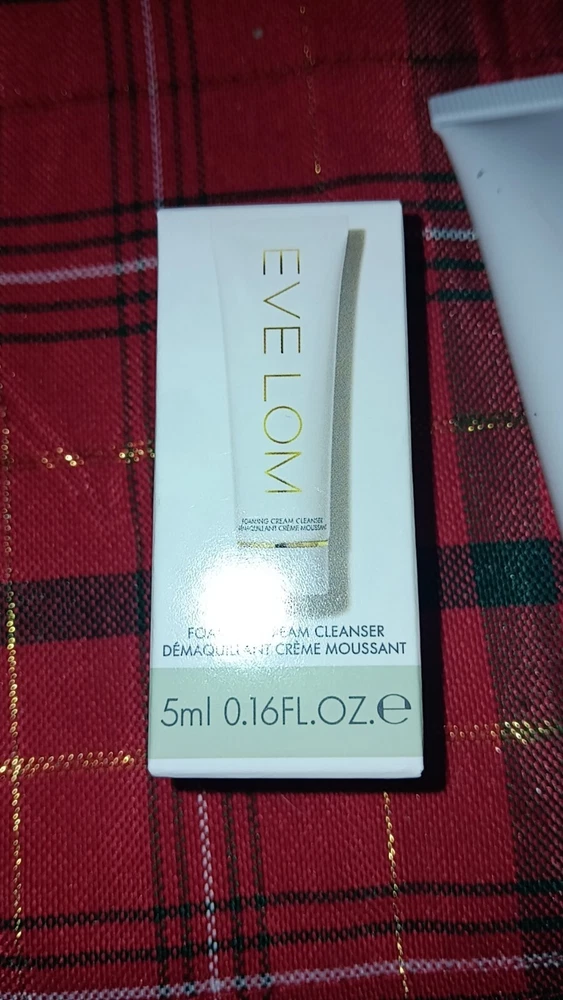 EVE LOM
FOAMING CREAM CLEANSER
DÉMAQUILLANT CRÈME MOUSSANT
CLEANSER
DÉMAQUILLANT CRÈME MOUSSANT
5ml 0.16FL.OZ.℮